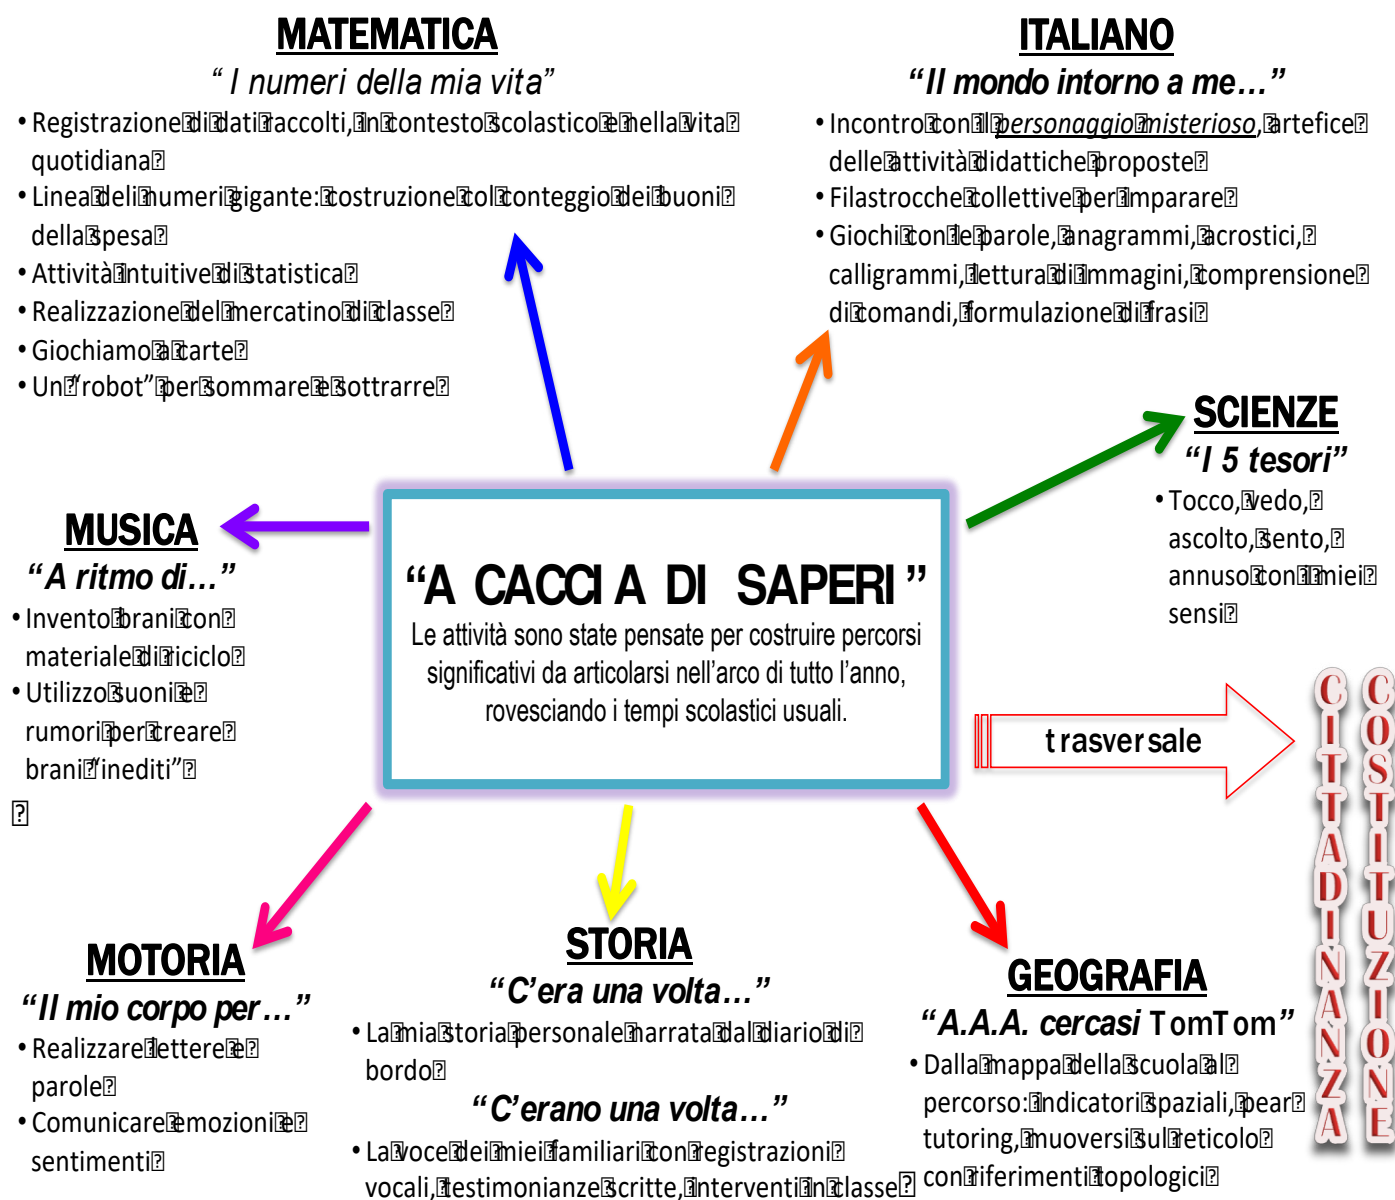 MATEMATICA
“I numeri della mia vita”
• Registrazione di dati raccolti, in contesto scolastico e nella vita
quotidiana
• Linea deli numeri gigante: costruzione col conteggio dei buoni
della spesa
• Attività intuitive di statistica
• Realizzazione del mercatino di classe
• Giochiamo a carte
• Un “robot” per sommare e sottrarre
ITALIANO
“Il mondo intorno a me…”
• Incontro con il personaggio misterioso, artefice
delle attività didattiche proposte
• Filastrocche collettive per imparare
• Giochi con le parole, anagrammi, acrostici,
calligrammi, lettura di immagini, comprensione
di comandi, formulazione di frasi
SCIENZE
“I 5 tesori”
• Tocco, vedo,
ascolto, sento,
annuso con i miei
sensi
MUSICA
“A ritmo di…”
• Invento brani con
materiale di riciclo
• Utilizzo suoni e
rumori per creare
brani “inediti”
“A CACCIA DI SAPERI”
Le attività sono state pensate per costruire percorsi
significativi da articolarsi nell’arco di tutto l’anno,
rovesciando i tempi scolastici usuali.
trasversale
CITTADINANZA
COSTITUZIONE
MOTORIA
“Il mio corpo per…”
• Realizzare lettere e
parole
• Comunicare emozioni e
sentimenti
STORIA
“C’era una volta…”
• La mia storia personale narrata dal diario di
bordo
“C’erano una volta…”
• La voce dei miei familiari con registrazioni
vocali, testimonianze scritte, interventi in classe
GEOGRAFIA
“A.A.A. cercasi TomTom”
• Dalla mappa della scuola al
percorso: indicatori spaziali, pear
tutoring, muoversi sul reticolo
con riferimenti topologici